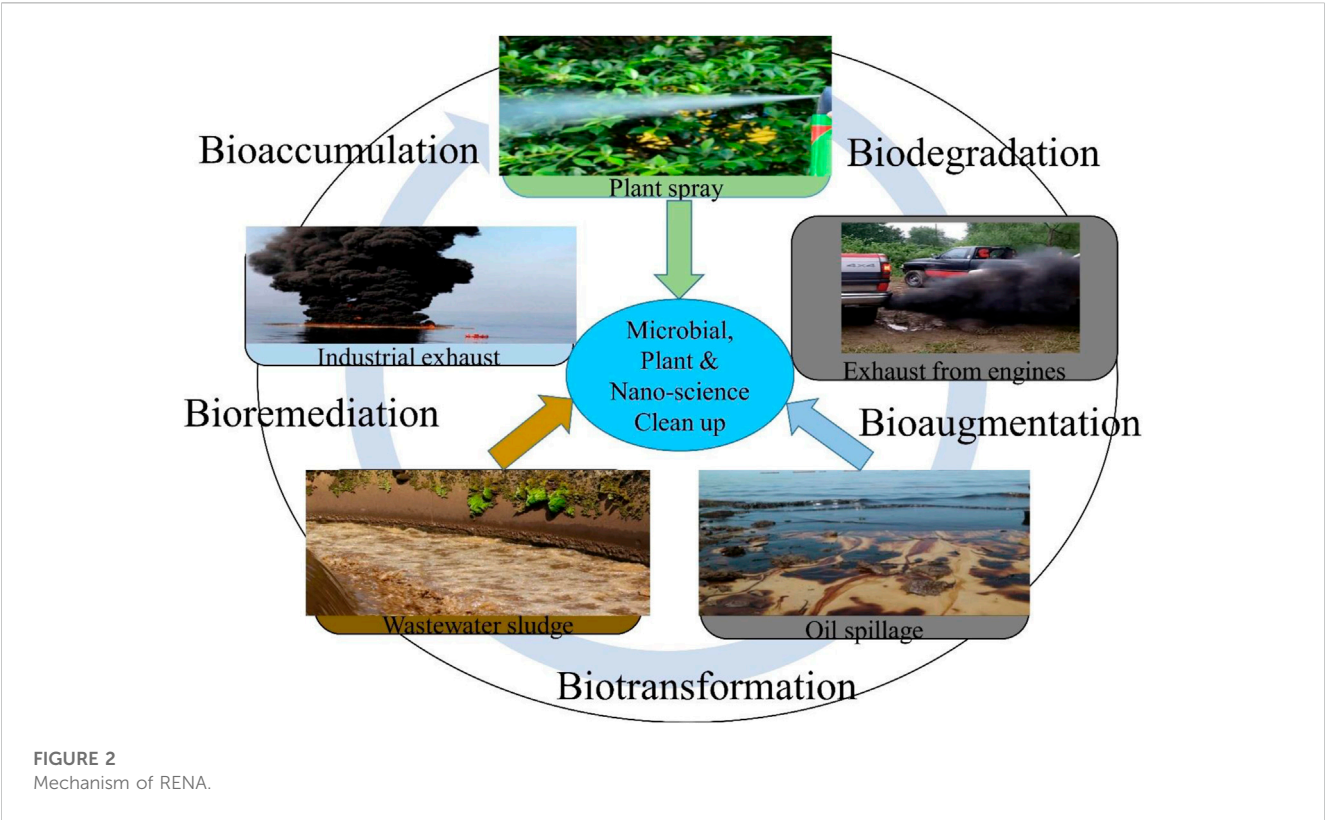 Plant spray
Bioaccumulation
Biodegradation
Industrial exhaust
Microbial,
Plant &
Nano-science
Clean up
Exhaust from engines
Bioremediation
Bioaugmentation
Wastewater sludge
Oil spillage
Biotransformation
FIGURE 2
Mechanism of RENA.